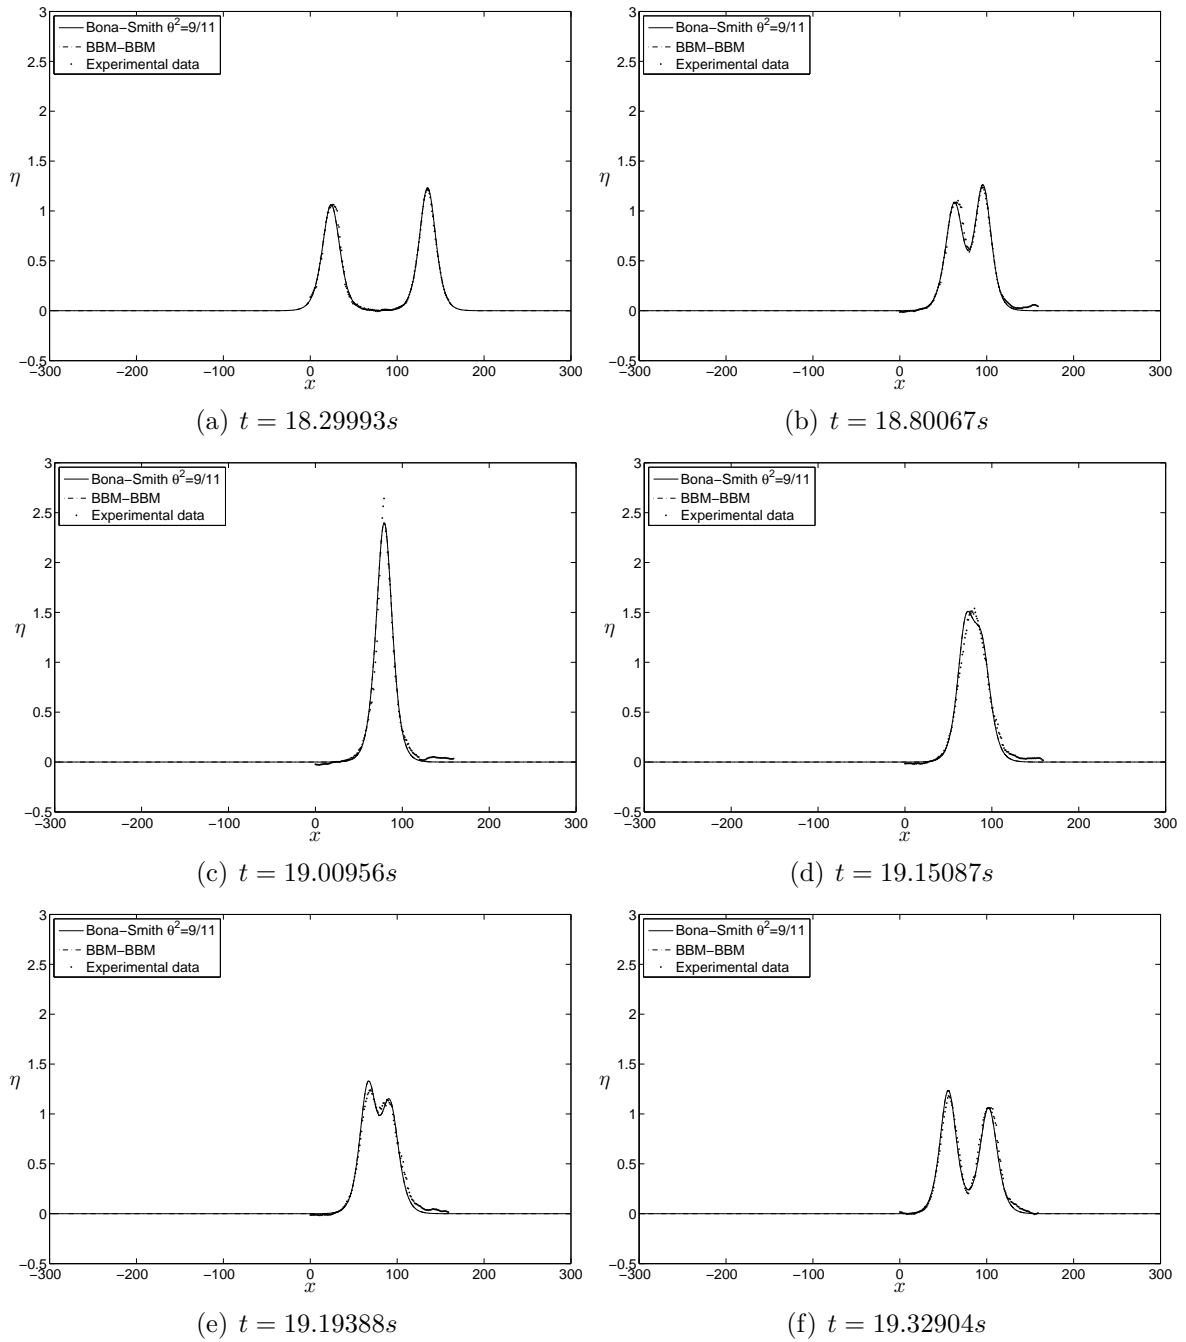 3
2.5
2
1.5
1
0.5
0
−0.5
η
−300 −200 −100 0 100 200 300
x
Bona−Smith θ²=9/11
BBM−BBM
Experimental data
(a) t = 18.29993s
3
2.5
2
1.5
1
0.5
0
−0.5
η
−300 −200 −100 0 100 200 300
x
Bona−Smith θ²=9/11
BBM−BBM
Experimental data
(b) t = 18.80067s
3
2.5
2
1.5
1
0.5
0
−0.5
η
−300 −200 −100 0 100 200 300
x
Bona−Smith θ²=9/11
BBM−BBM
Experimental data
(c) t = 19.00956s
3
2.5
2
1.5
1
0.5
0
−0.5
η
−300 −200 −100 0 100 200 300
x
Bona−Smith θ²=9/11
BBM−BBM
Experimental data
(d) t = 19.15087s
3
2.5
2
1.5
1
0.5
0
−0.5
η
−300 −200 −100 0 100 200 300
x
Bona−Smith θ²=9/11
BBM−BBM
Experimental data
(e) t = 19.19388s
3
2.5
2
1.5
1
0.5
0
−0.5
η
−300 −200 −100 0 100 200 300
x
Bona−Smith θ²=9/11
BBM−BBM
Experimental data
(f) t = 19.32904s